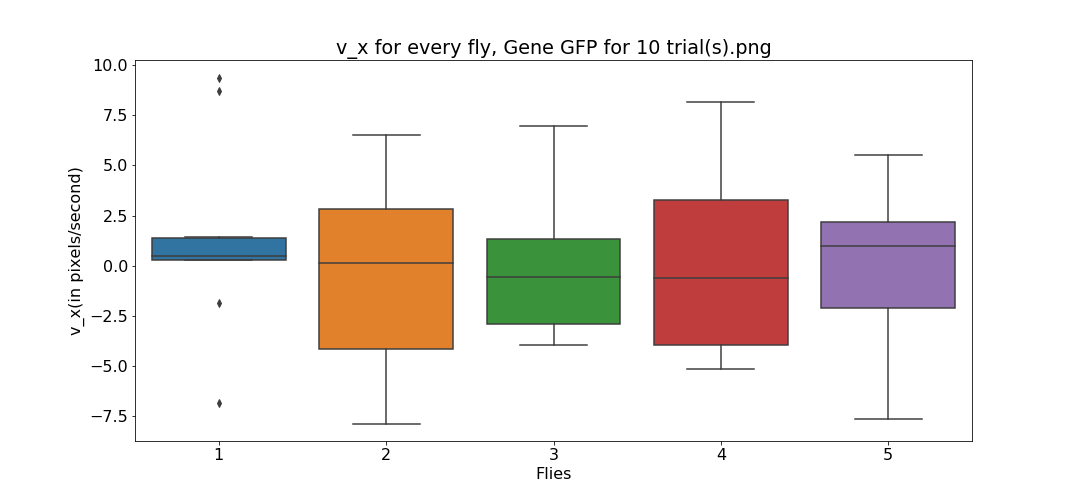 v_x for every fly, Gene GFP for 10 trial(s).png
10.0
7.5
5.0
2.5
0.0
−2.5
−5.0
−7.5
v_x(in pixels/second)
1 2 3 4 5
Flies